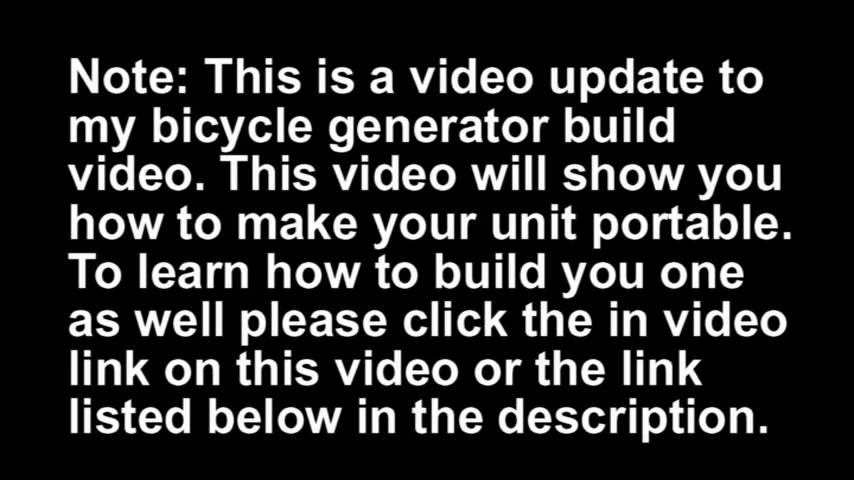 Note: This is a video update to
my bicycle generator build
video. This video will show you
how to make your unit portable.
To learn how to build you one
as well please click the in video
link on this video or the link
listed below in the description.